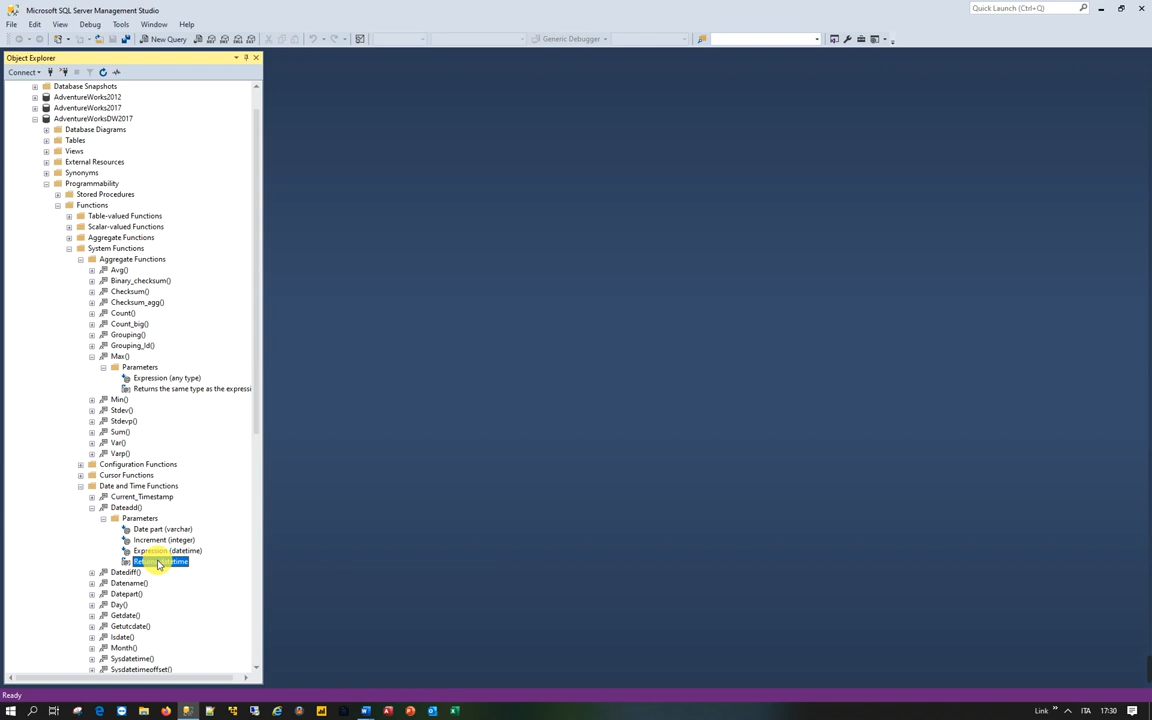 Microsoft SQL Server Management Studio
Quick Launch (Ctrl+Q)
File Edit View Debug Tools Window Help
New Query
Generic Debugger
Object Explorer
Connect
Database Snapshots
AdventureWorks2012
AdventureWorks2017
AdventureWorksDW2017
Database Diagrams
Tables
Views
External Resources
Synonyms
Programmability
Stored Procedures
Functions
Table-valued Functions
Scalar-valued Functions
Aggregate Functions
System Functions
Aggregate Functions
Avg()
Binary_checksum()
Checksum()
Checksum_agg()
Count()
Count_big()
Grouping()
Grouping_Id()
Max()
Parameters
Expression (any type)
Returns the same type as the expressi
Min()
Stdev()
Stdevp()
Sum()
Var()
Varp()
Configuration Functions
Cursor Functions
Date and Time Functions
Current_Timestamp
Dateadd()
Parameters
Date part (varchar)
Increment (integer)
Expression (datetime)
Datediff()
Datename()
Datepart()
Day()
Getdate()
Getutcdate()
Isdate()
Month()
Sysdatetime()
Sysdatetimeoffset()
Ready
Link ITA 17:30